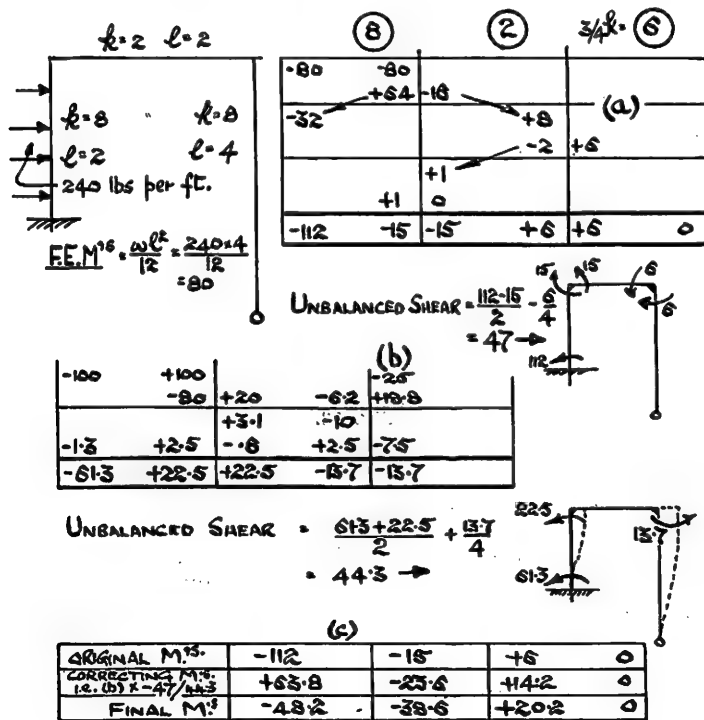 k=2 l=2
k=8 k=8
l=2 l=4
240 lbs per ft.
F.E.M'^s = wl²/12 = 240×4/12
= 80
8 2 3/4k= 6
-80 -80
+64 -16
-32 +8 (a)
-2 +6
+1
+1 0
-112 -15 -15 +6 +6 0
UNBALANCED SHEAR = 112-15/2 - 6/4
= 47 →
15 15 6
6
112
(b)
-100 +100 -25
-80 +20 -6.2 +18.8
+3.1 -10
-1.3 +2.5 -.6 +2.5 -7.5
-61.3 +22.5 +22.5 -13.7 -13.7
UNBALANCED SHEAR = 61.3+22.5/2 + 13.7/4
= 44.3 →
22.5
13.7
61.3
(c)
ORIGINAL M.'^s. -112 -15 +6 0
CORRECTING M.'^s. i.e. (b) x -47/44.3 +63.8 -23.6 +14.2 0
FINAL M.^s -48.2 -38.6 +20.2 0